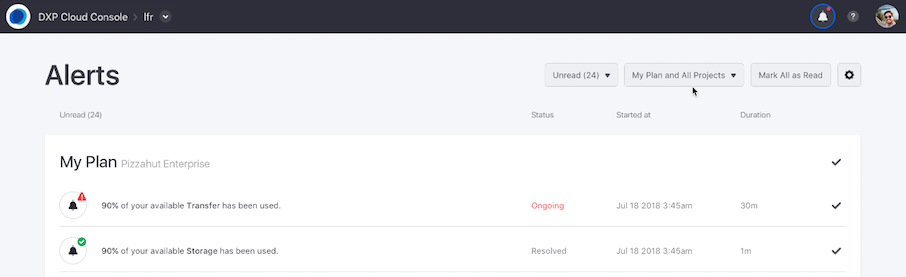 DXP Cloud Console > lfr
?
Alerts
Unread (24)
My Plan and All Projects
Mark All as Read
Unread (24) Status Started at Duration
My Plan Pizzahut Enterprise
90% of your available Transfer has been used. Ongoing Jul 18 2018 3:45am 30m
90% of your available Storage has been used. Resolved Jul 18 2018 3:45am 1m